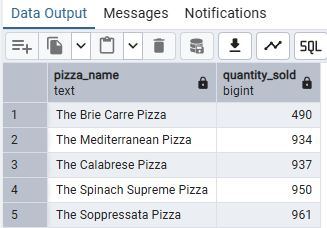 Data Output Messages Notifications
SQL
pizza_name quantity_sold
text bigint
1 The Brie Carre Pizza 490
2 The Mediterranean Pizza 934
3 The Calabrese Pizza 937
4 The Spinach Supreme Pizza 950
5 The Soppressata Pizza 961